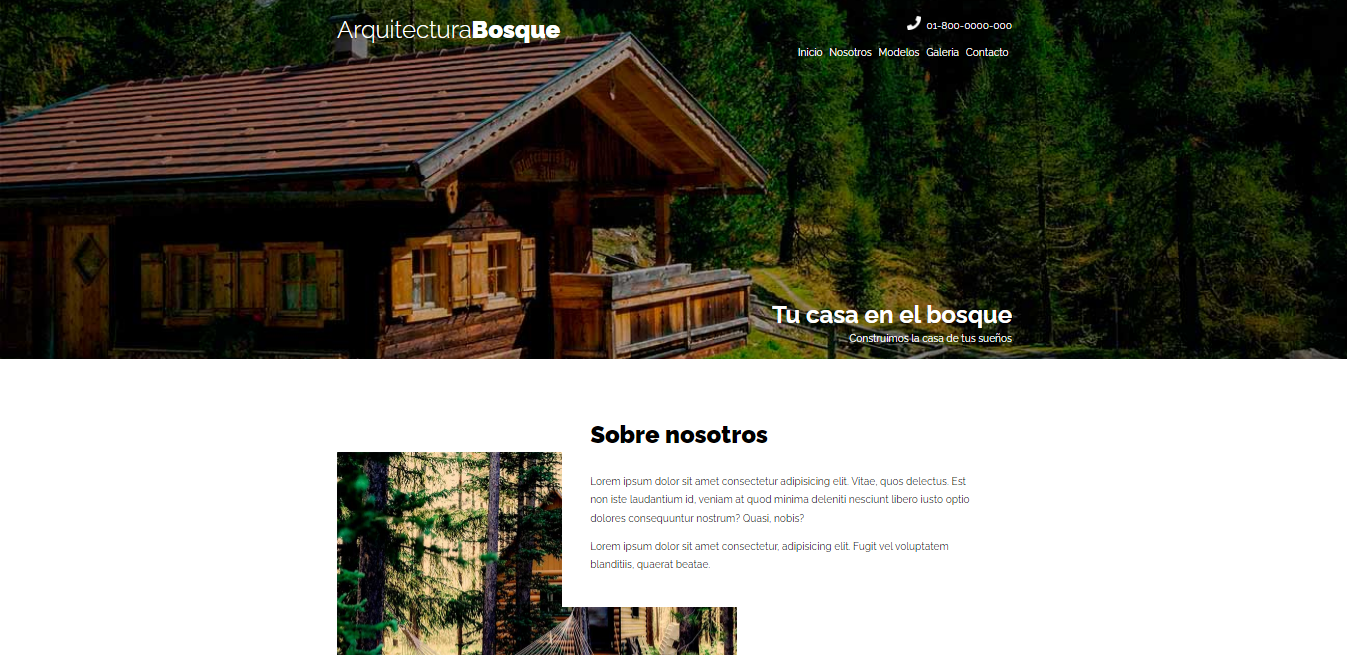 ArquitecturaBosque
01-800-0000-000
Inicio Nosotros Modelos Galeria Contacto
Tu casa en el bosque
Construimos la casa de tus sueños
Sobre nosotros
Lorem ipsum dolor sit amet consectetur adipisicing elit. Vitae, quos delectus. Est
non iste laudantium id, veniam at quod minima deleniti nesciunt libero iusto optio
dolores consequuntur nostrum? Quasi, nobis?
Lorem ipsum dolor sit amet consectetur, adipisicing elit. Fugit vel voluptatem
blanditiis, quaerat beatae.